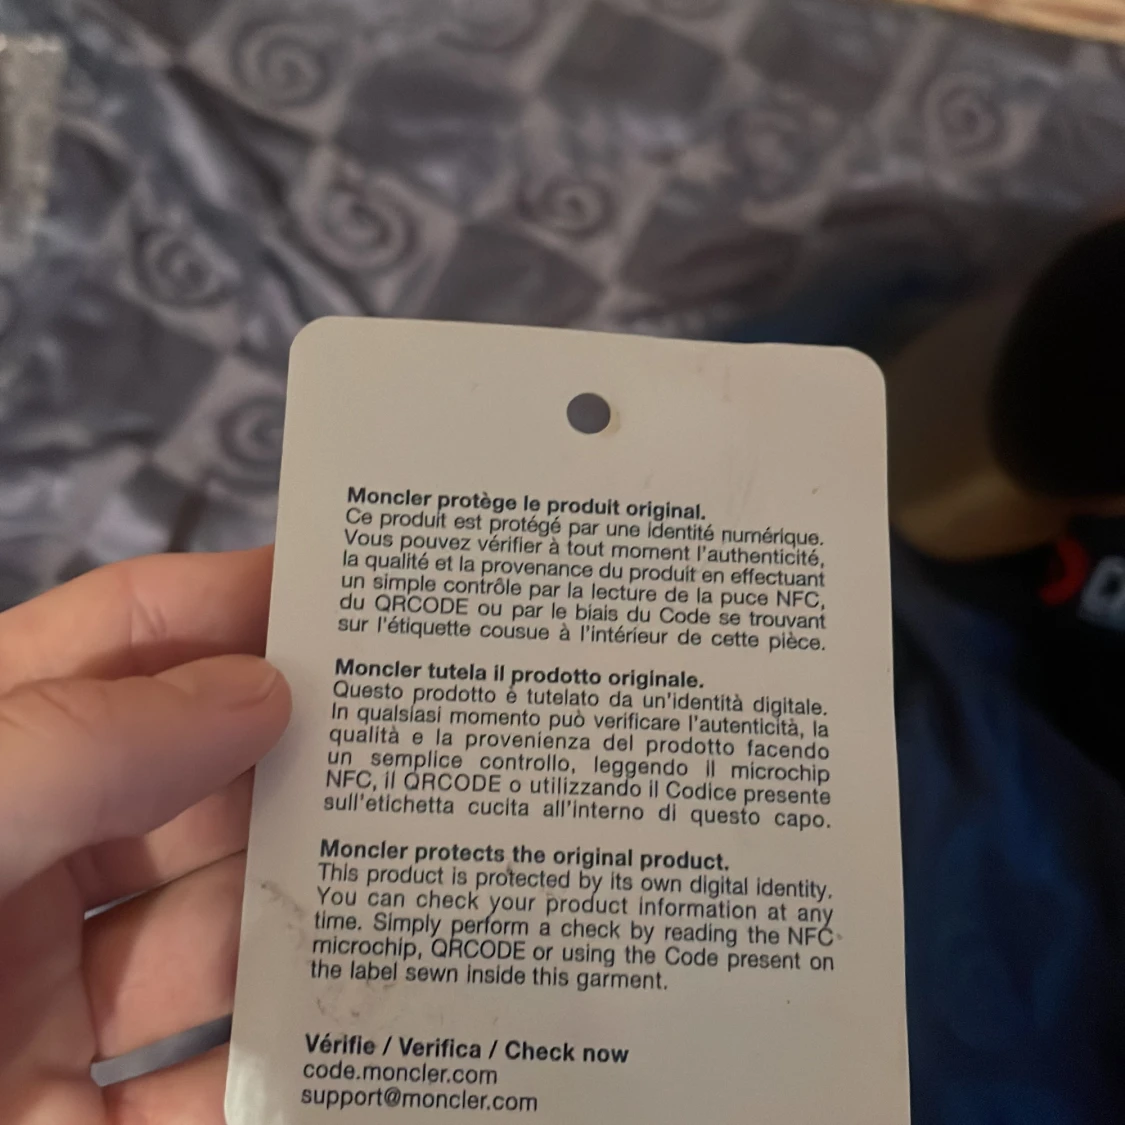 Moncler protège le produit original.
Ce produit est protégé par une identité numérique.
Vous pouvez vérifier à tout moment l'authenticité,
la qualité et la provenance du produit en effectuant
un simple contrôle par la lecture de la puce NFC,
du QRCODE ou par le biais du Code se trouvant
sur l'étiquette cousue à l'intérieur de cette pièce.
Moncler tutela il prodotto originale.
Questo prodotto è tutelato da un'identità digitale.
In qualsiasi momento può verificare l'autenticità, la
qualità e la provenienza del prodotto facendo
un semplice controllo, leggendo il microchip
NFC, il QRCODE o utilizzando il Codice presente
sull'etichetta cucita all'interno di questo capo.
Moncler protects the original product.
This product is protected by its own digital identity.
You can check your product information at any
time. Simply perform a check by reading the NFC
microchip, QRCODE or using the Code present on
the label sewn inside this garment.
Vérifie / Verifica / Check now
code.moncler.com
support@moncler.com